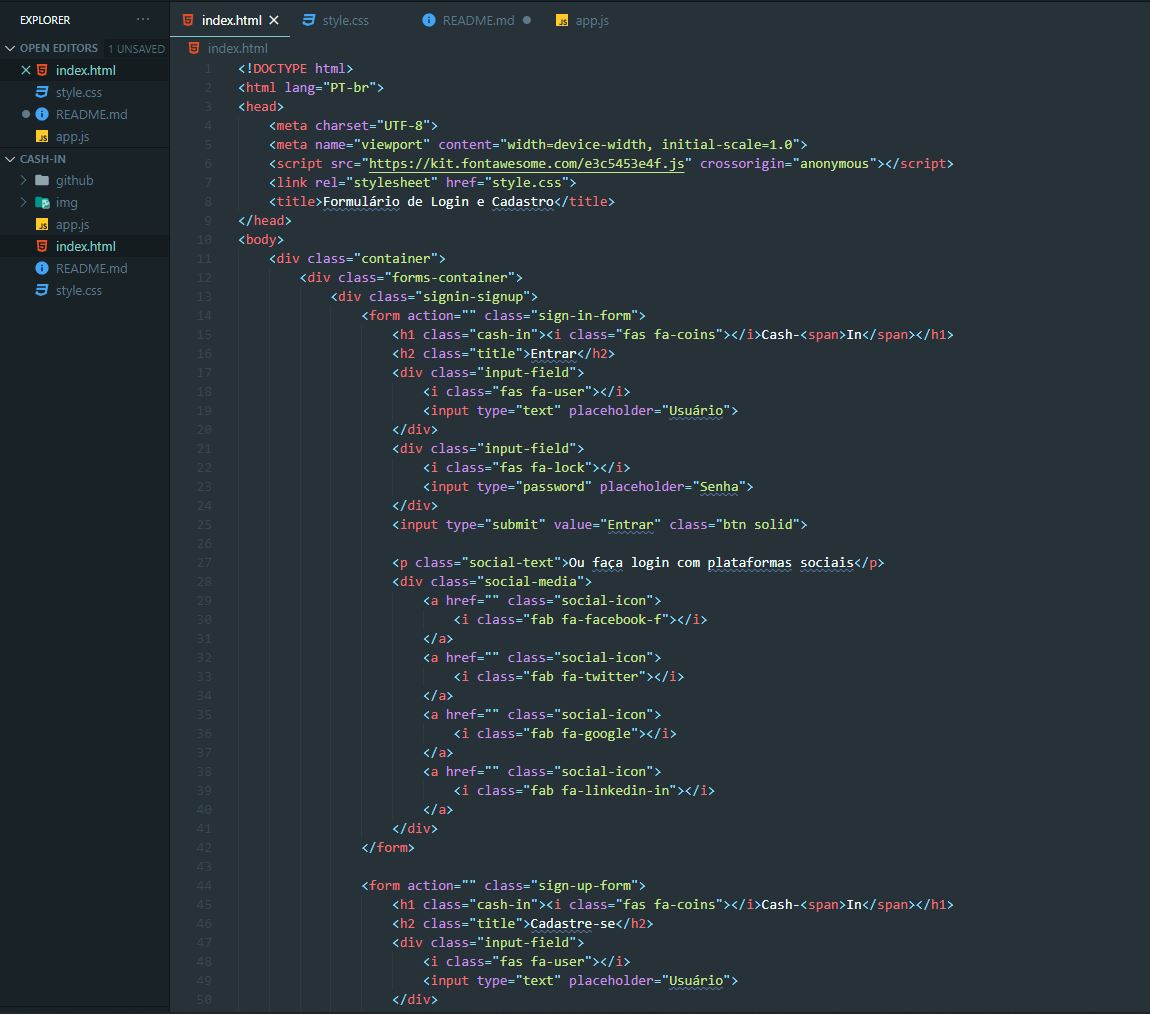 EXPLORER ...
OPEN EDITORS 1 UNSAVED
index.html
style.css
README.md
app.js
CASH-IN
github
img
app.js
index.html
README.md
style.css
index.html
style.css
README.md
app.js
index.html
1 <!DOCTYPE html>
2 <html lang="PT-br">
3 <head>
4 <meta charset="UTF-8">
5 <meta name="viewport" content="width=device-width, initial-scale=1.0">
6 <script src="https://kit.fontawesome.com/e3c5453e4f.js" crossorigin="anonymous"></script>
7 <link rel="stylesheet" href="style.css">
8 <title>Formulário de Login e Cadastro</title>
9 </head>
10 <body>
11 <div class="container">
12 <div class="forms-container">
13 <div class="signin-signup">
14 <form action="" class="sign-in-form">
15 <h1 class="cash-in"><i class="fas fa-coins"></i>Cash-<span>In</span></h1>
16 <h2 class="title">Entrar</h2>
17 <div class="input-field">
18 <i class="fas fa-user"></i>
19 <input type="text" placeholder="Usuário">
20 </div>
21 <div class="input-field">
22 <i class="fas fa-lock"></i>
23 <input type="password" placeholder="Senha">
24 </div>
25 <input type="submit" value="Entrar" class="btn solid">
26
27 <p class="social-text">Ou faça login com plataformas sociais</p>
28 <div class="social-media">
29 <a href="" class="social-icon">
30 <i class="fab fa-facebook-f"></i>
31 </a>
32 <a href="" class="social-icon">
33 <i class="fab fa-twitter"></i>
34 </a>
35 <a href="" class="social-icon">
36 <i class="fab fa-google"></i>
37 </a>
38 <a href="" class="social-icon">
39 <i class="fab fa-linkedin-in"></i>
40 </a>
41 </div>
42 </form>
43
44 <form action="" class="sign-up-form">
45 <h1 class="cash-in"><i class="fas fa-coins"></i>Cash-<span>In</span></h1>
46 <h2 class="title">Cadastre-se</h2>
47 <div class="input-field">
48 <i class="fas fa-user"></i>
49 <input type="text" placeholder="Usuário">
50 </div>